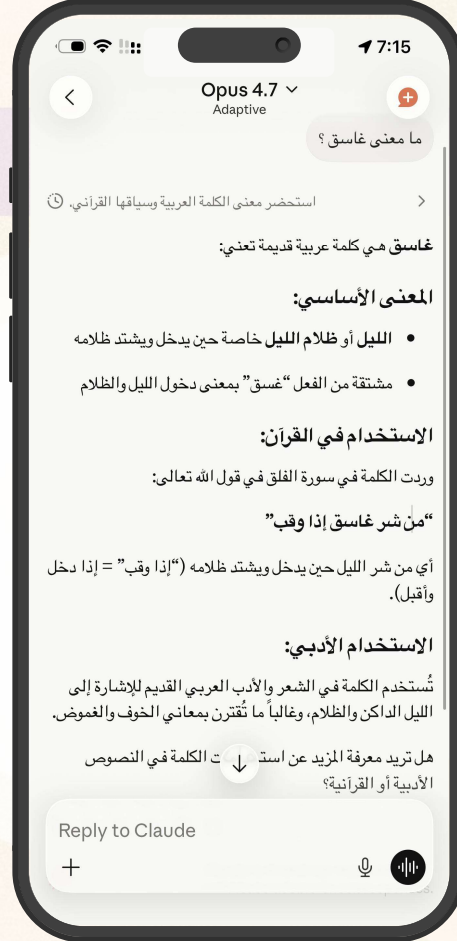 7:15
Opus 4.7
Adaptive
ما معنى غاسق ؟
استحضر معنى الكلمة العربية وسياقها القرآني.
غاسق هي كلمة عربية قديمة تعني:
المعنى الأساسي:
• الليل أو ظلام الليل خاصة حين يدخل ويشتد ظلامه
• مشتقة من الفعل “غسق” بمعنى دخول الليل والظلام
الاستخدام في القرآن:
وردت الكلمة في سورة الفلق في قول الله تعالى:
“من شر غاسق إذا وقب”
أي من شر الليل حين يدخل ويشتد ظلامه (“إذا وقب” = إذا دخل
وأقبل).
الاستخدام الأدبي:
تُستخدم الكلمة في الشعر والأدب العربي القديم للإشارة إلى
الليل الداكن والظلام، وغالباً ما تُقترن بمعاني الخوف والغموض.
هل تريد معرفة المزيد عن الكلمة في النصوص
الأدبية أو القرآنية؟
Reply to Claude